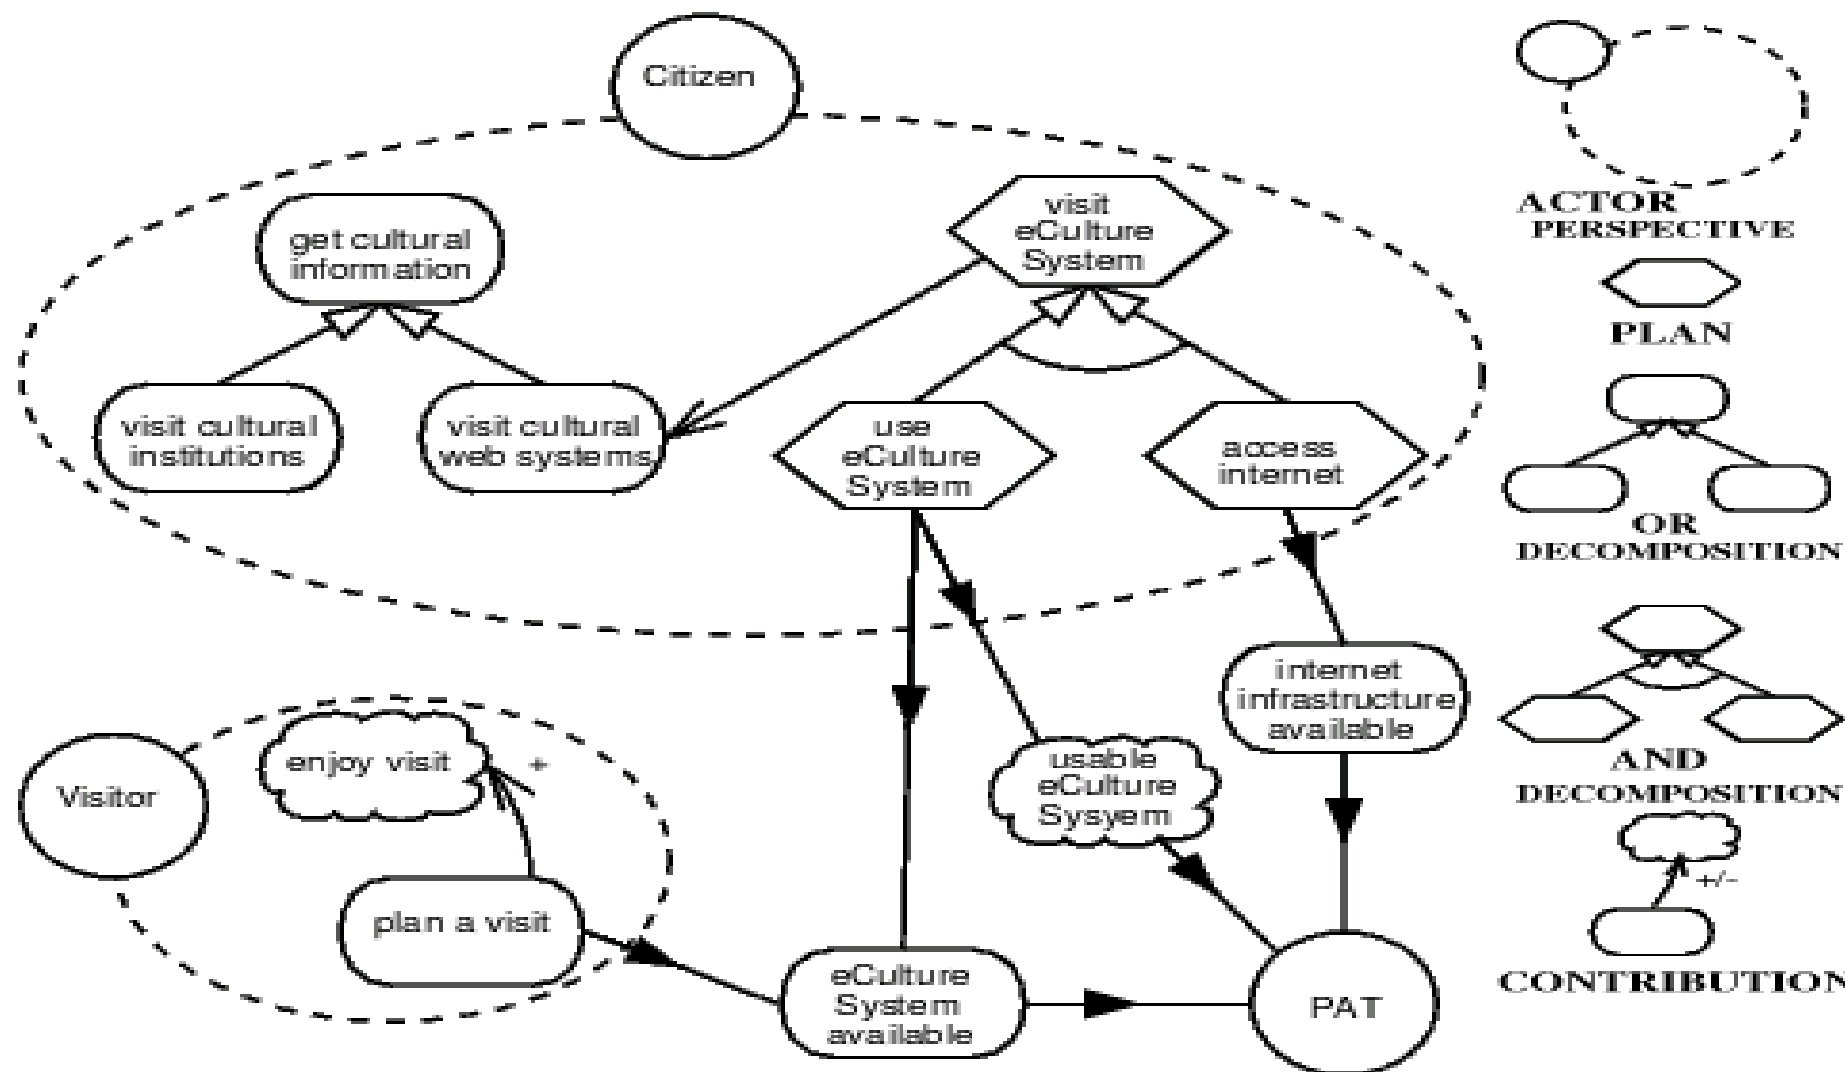 Citizen
get cultural
information
visit
eCulture
System
visit cultural
institutions
visit cultural
web systems
use
eCulture
System
access
internet
internet
infrastructure
available
Visitor
enjoy visit
+
plan a visit
usable
eCulture
Sysyem
eCulture
System
available
PAT
ACTOR
PERSPECTIVE
PLAN
OR
DECOMPOSITION
AND
DECOMPOSITION
+/-
CONTRIBUTION